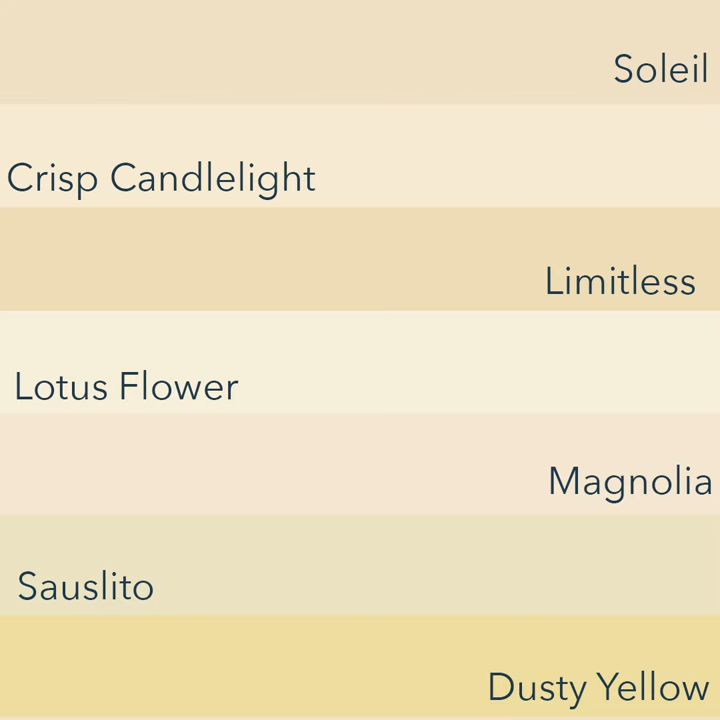 Soleil
Crisp Candlelight
Limitless
Lotus Flower
Magnolia
Sauslito
Dusty Yellow